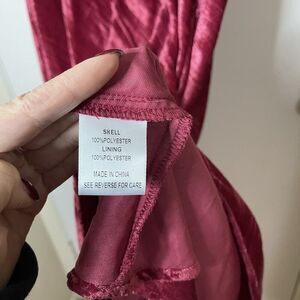 SHELL
100%POLYESTER
LINING
100%POLYESTER
MADE IN CHINA
SEE REVERSE FOR CARE